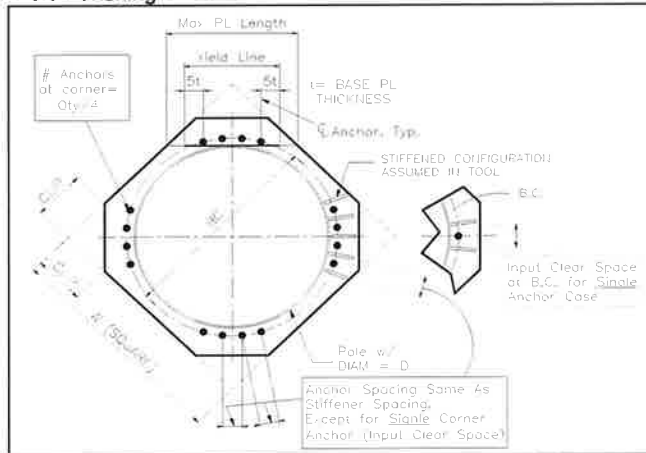 Max PL Length
Yield Line
5t
5t
# Anchors
at corner=
Qty=4
t= BASE PL
THICKNESS
℄ Anchor, Typ.
STIFFENED CONFIGURATION
ASSUMED IN TOOL
B.C.
Input Clear Space
at B.C. for Single
Anchor Case
(SQUARE)
Pole w/
DIAM = D
Anchor Spacing Same As
Stiffener Spacing,
Except for Signle Corner
Anchor (Input Clear Space)